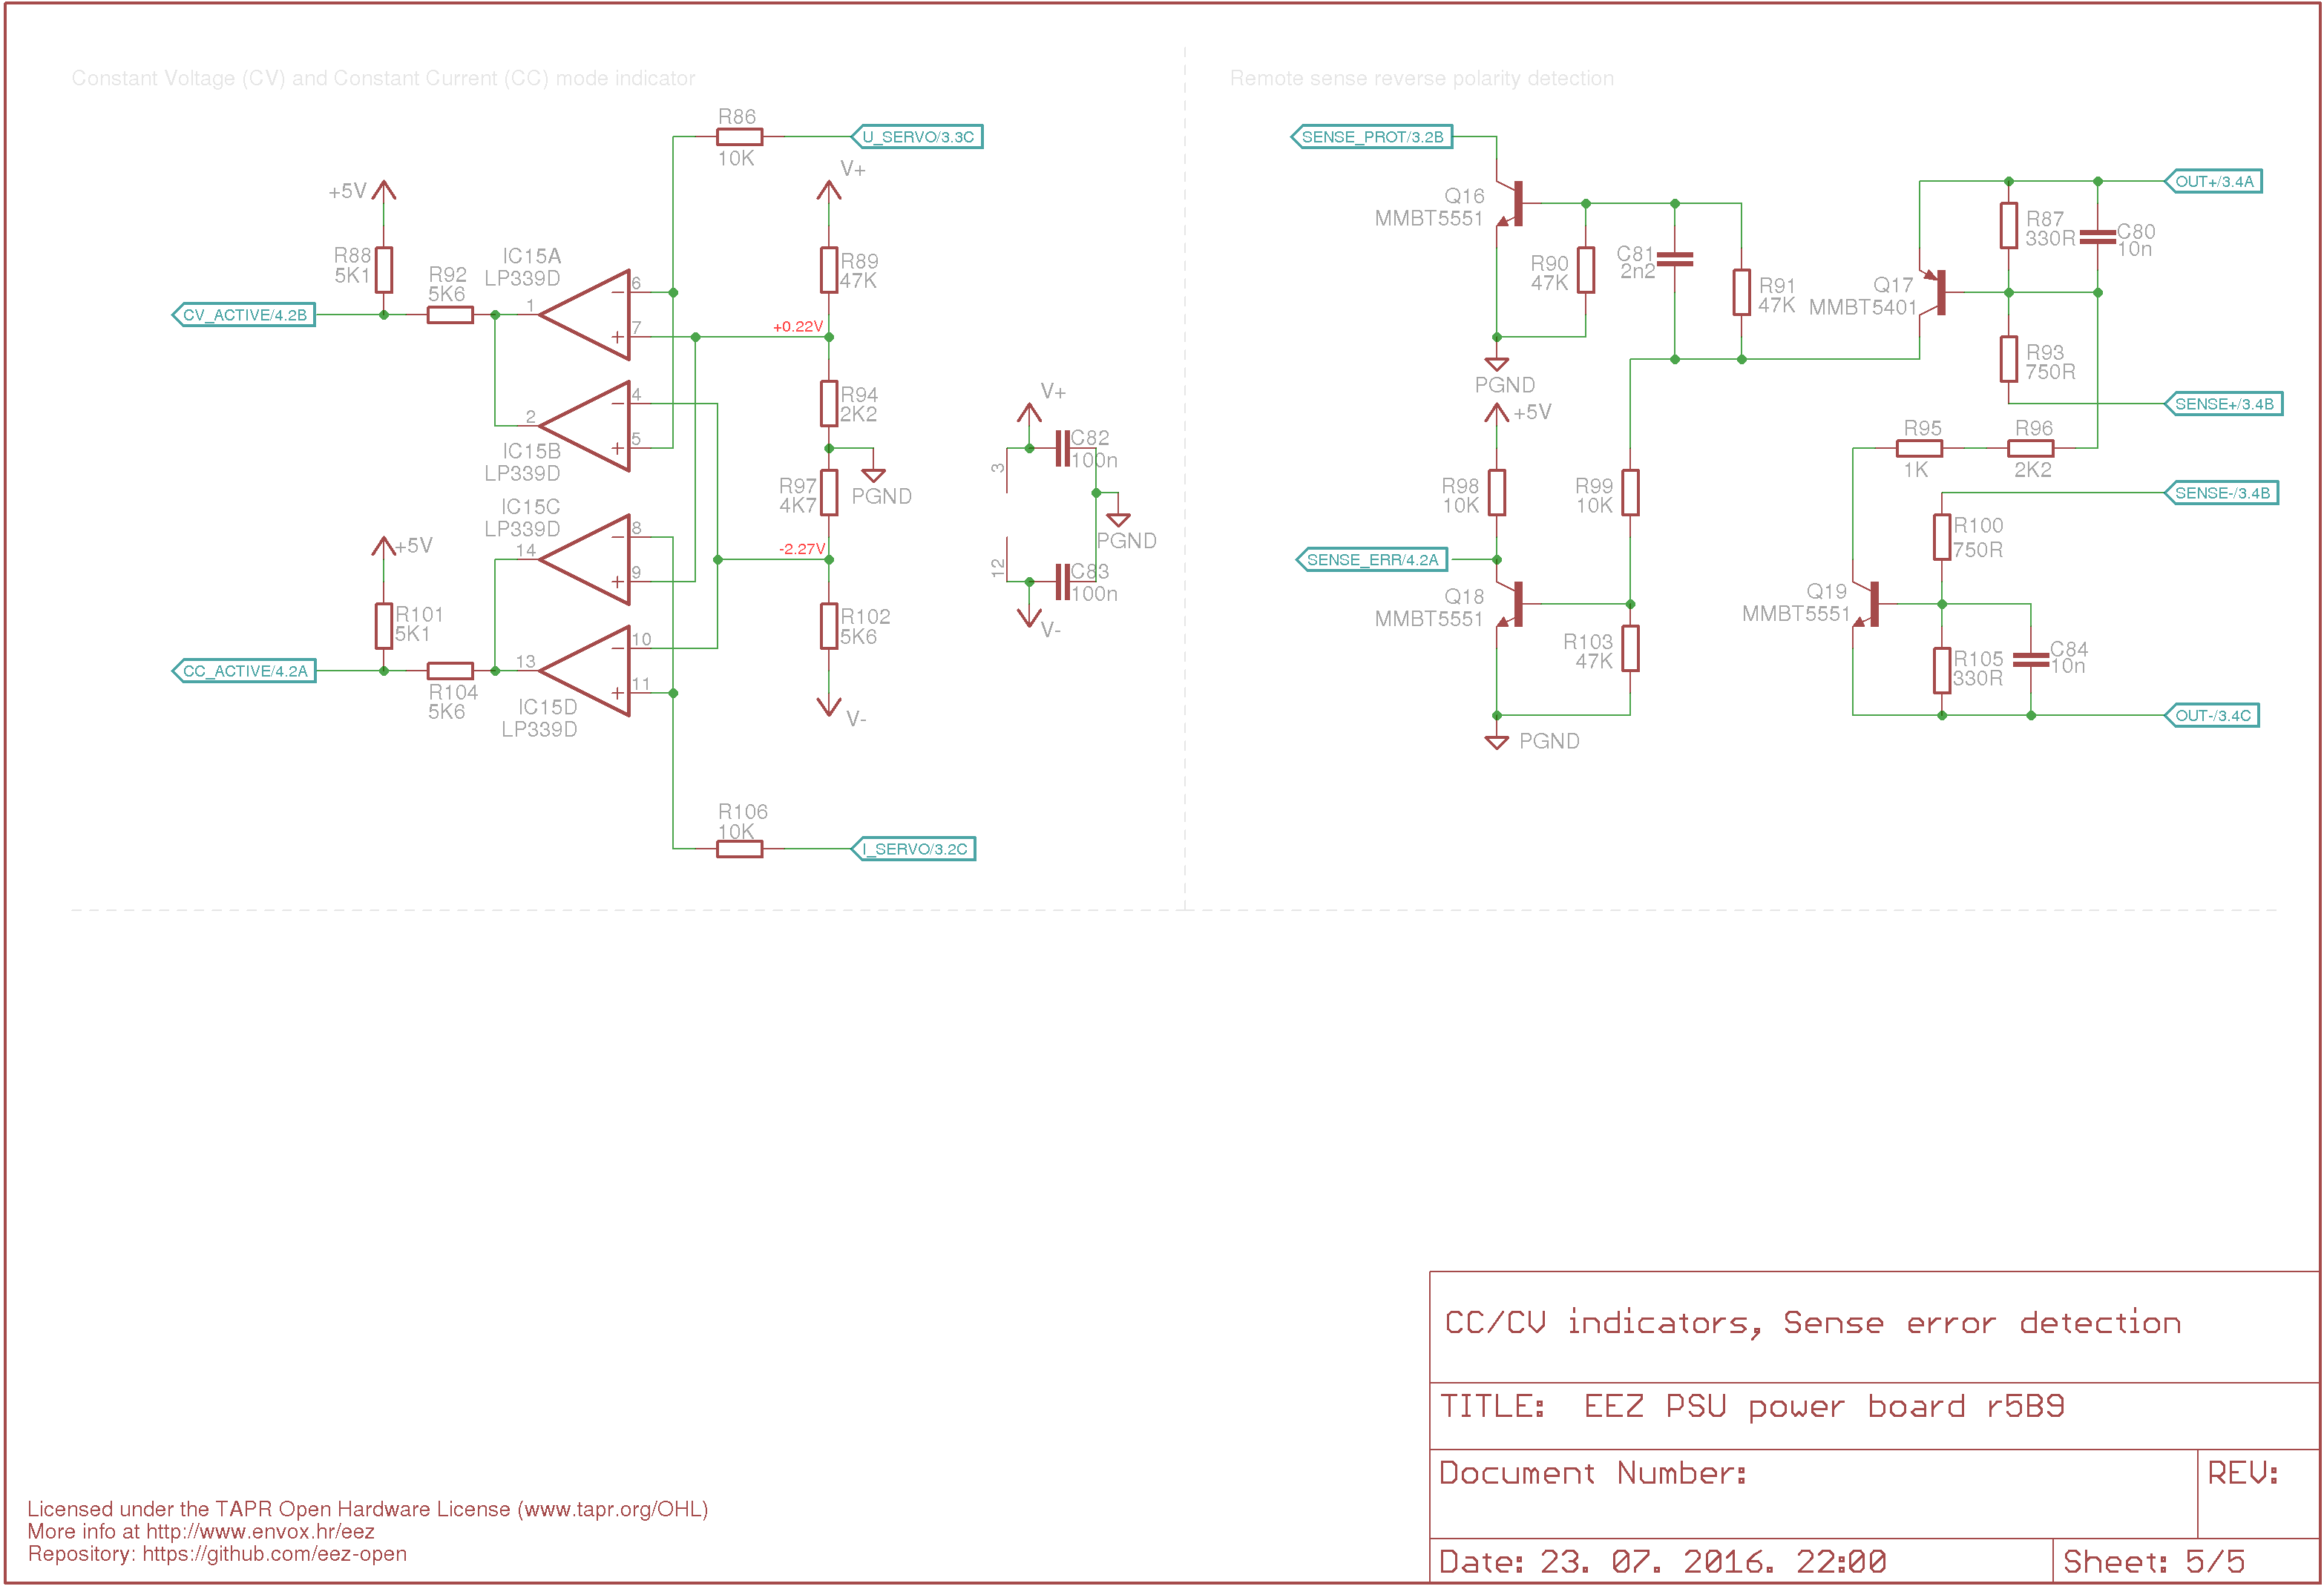 Constant Voltage (CV) and Constant Current (CC) mode indicator
Remote sense reverse polarity detection
R86
10K
U_SERVO/3.3C
V+
+5V
R88
5K1
R92
5K6
IC15A
LP339D
1
6
7
R89
47K
CV_ACTIVE/4.2B
+0.22V
2
4
5
IC15B
LP339D
R94
2K2
PGND
R97
4K7
V+
3
C82
100n
PGND
12
C83
100n
V-
IC15C
LP339D
14
8
9
+5V
-2.27V
R101
5K1
R102
5K6
CC_ACTIVE/4.2A
R104
5K6
13
10
11
IC15D
LP339D
V-
R106
10K
I_SERVO/3.2C
SENSE_PROT/3.2B
Q16
MMBT5551
R90
47K
C81
2n2
R91
47K
Q17
MMBT5401
R87
330R
C80
10n
OUT+/3.4A
R93
750R
PGND
+5V
SENSE+/3.4B
R95
1K
R96
2K2
R98
10K
R99
10K
SENSE-/3.4B
R100
750R
SENSE_ERR/4.2A
Q18
MMBT5551
R103
47K
Q19
MMBT5551
R105
330R
C84
10n
OUT-/3.4C
PGND
CC/CV indicators, Sense error detection
TITLE: EEZ PSU power board r5B9
Document Number:
REV:
Date: 23. 07. 2016. 22:00
Sheet: 5/5
Licensed under the TAPR Open Hardware License (www.tapr.org/OHL)
More info at http://www.envox.hr/eez
Repository: https://github.com/eez-open